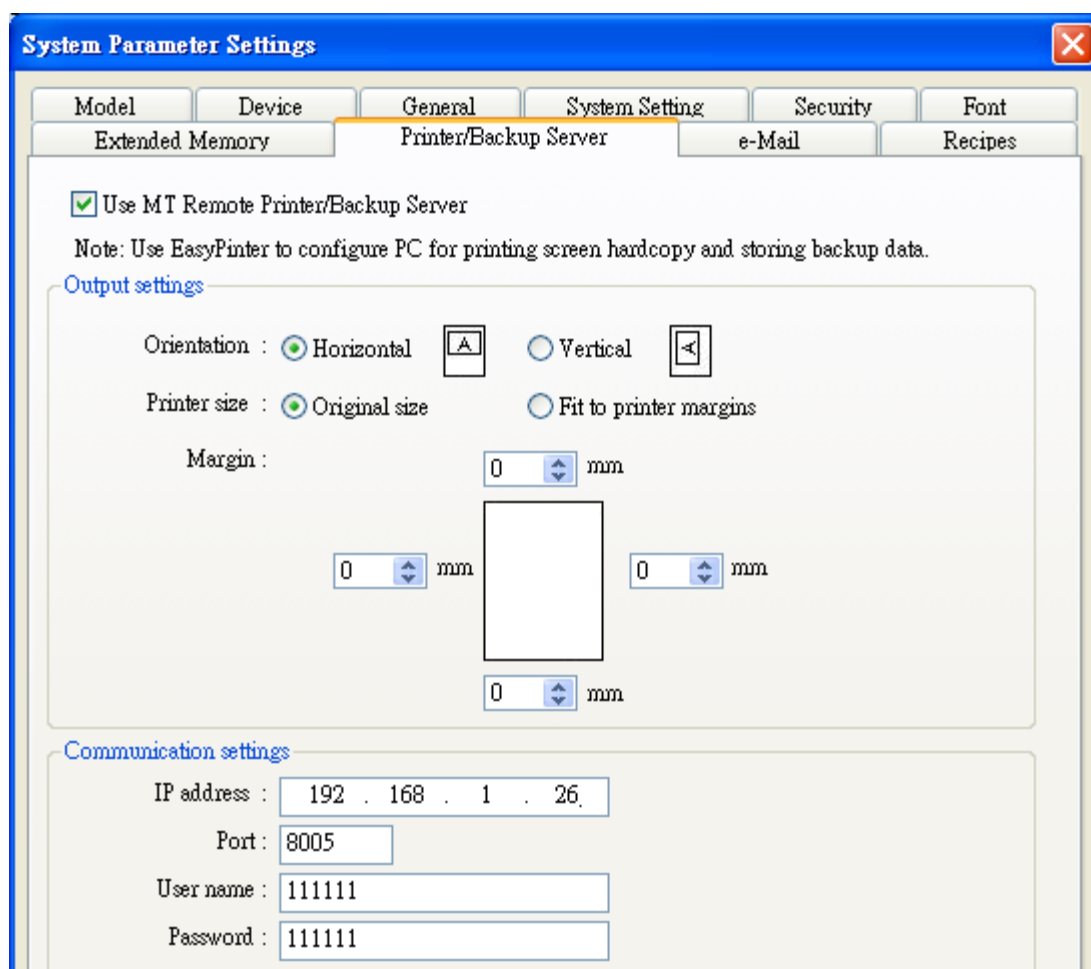 System Parameter Settings
Model Device General System Setting Security Font
Extended Memory Printer/Backup Server e-Mail Recipes
Use MT Remote Printer/Backup Server
Note: Use EasyPinter to configure PC for printing screen hardcopy and storing backup data.
Output settings
Orientation : Horizontal A Vertical A
Printer size : Original size Fit to printer margins
Margin : 0 mm
0 mm 0 mm
0 mm
Communication settings
IP address : 192 . 168 . 1 . 26
Port : 8005
User name : 111111
Password : 111111